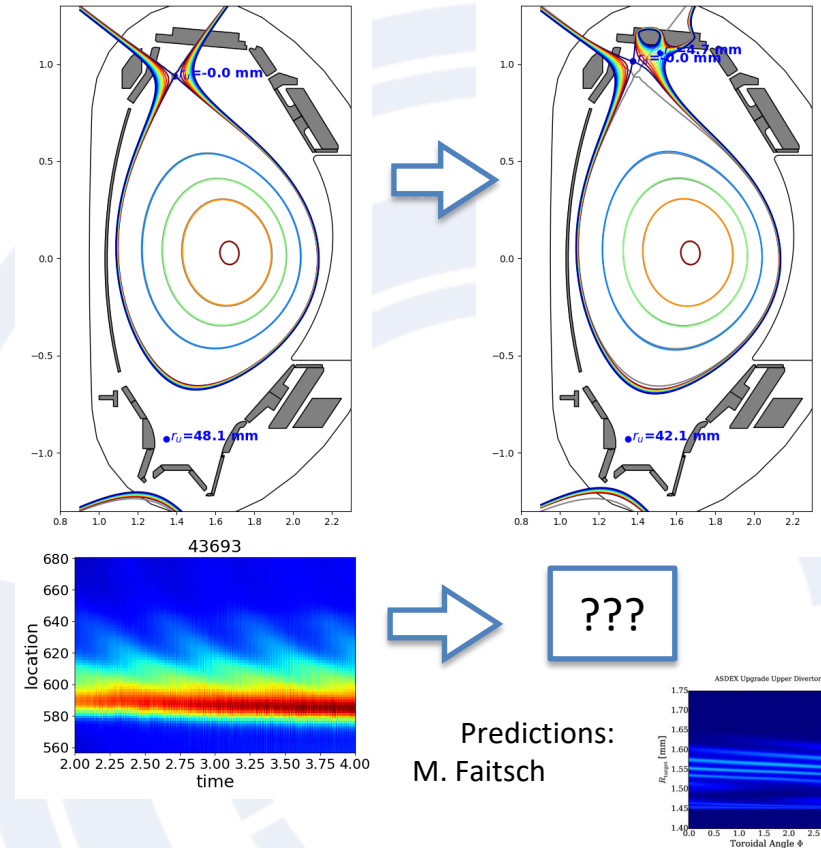 1.0
0.5
0.0
−0.5
−1.0
0.8 1.0 1.2 1.4 1.6 1.8 2.0 2.2
r_u=-0.0 mm
r_u=48.1 mm
1.0
0.5
0.0
−0.5
−1.0
0.8 1.0 1.2 1.4 1.6 1.8 2.0 2.2
=4.7 mm
r_u=-0.0 mm
r_u=42.1 mm
43693
location
680
660
640
620
600
580
560
2.00 2.25 2.50 2.75 3.00 3.25 3.50 3.75 4.00
time
???
Predictions:
M. Faitsch
ASDEX Upgrade Upper Divertor
R_target [mm]
1.75
1.70
1.65
1.60
1.55
1.50
1.45
1.40
0.0 0.5 1.0 1.5 2.0 2.5
Toroidal Angle Φ